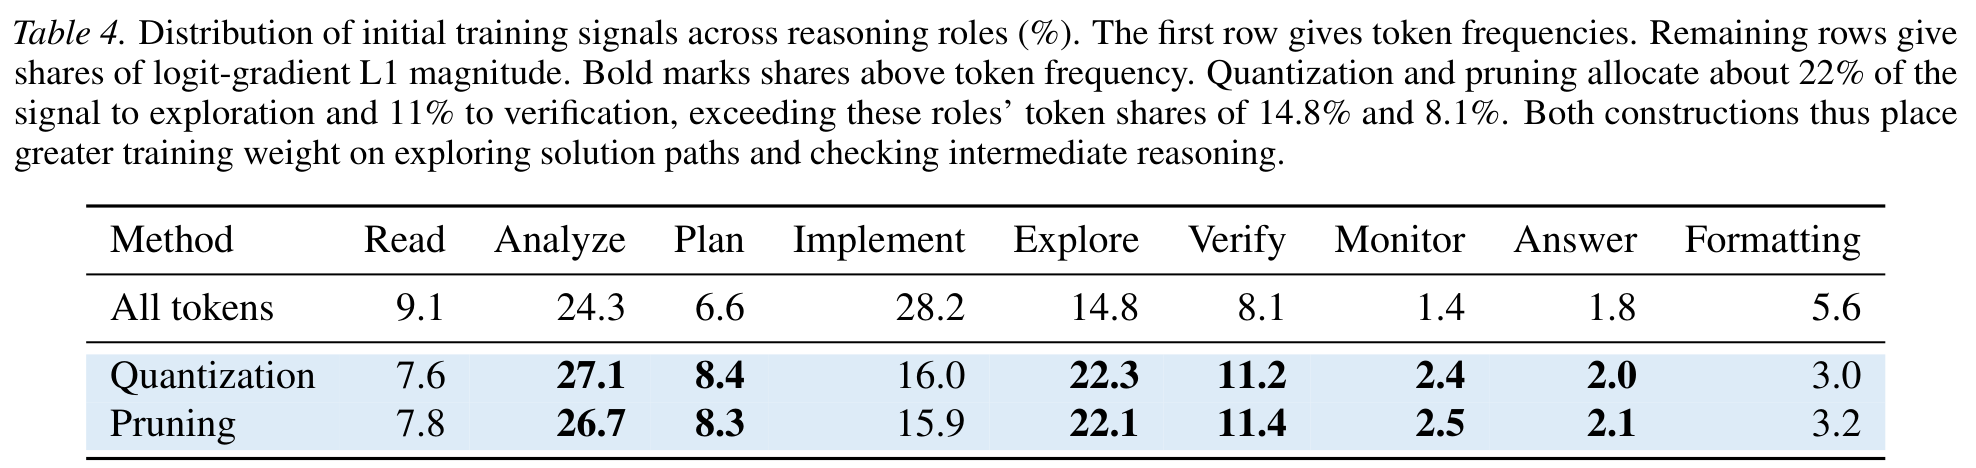 Table 4. Distribution of initial training signals across reasoning roles (%). The first row gives token frequencies. Remaining rows give
shares of logit-gradient L1 magnitude. Bold marks shares above token frequency. Quantization and pruning allocate about 22% of the
signal to exploration and 11% to verification, exceeding these roles’ token shares of 14.8% and 8.1%. Both constructions thus place
greater training weight on exploring solution paths and checking intermediate reasoning.
Method Read Analyze Plan Implement Explore Verify Monitor Answer Formatting
All tokens 9.1 24.3 6.6 28.2 14.8 8.1 1.4 1.8 5.6
Quantization 7.6 27.1 8.4 16.0 22.3 11.2 2.4 2.0 3.0
Pruning 7.8 26.7 8.3 15.9 22.1 11.4 2.5 2.1 3.2